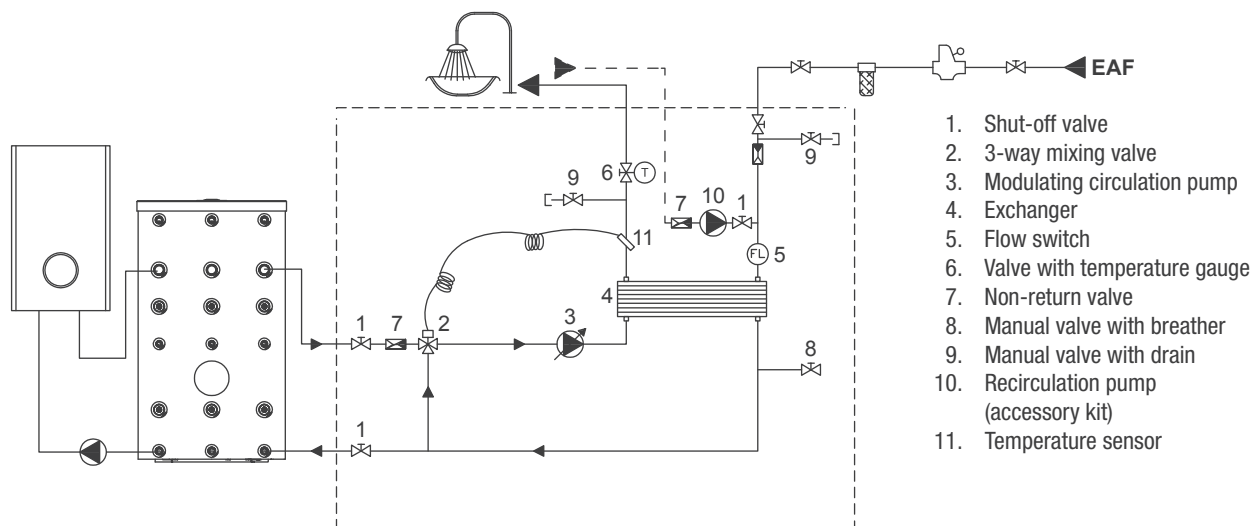 EAF
9
6 T
9
7 10 1
11
FL 5
4
1 7 2 3
8
1
1. Shut-off valve
2. 3-way mixing valve
3. Modulating circulation pump
4. Exchanger
5. Flow switch
6. Valve with temperature gauge
7. Non-return valve
8. Manual valve with breather
9. Manual valve with drain
10. Recirculation pump
(accessory kit)
11. Temperature sensor